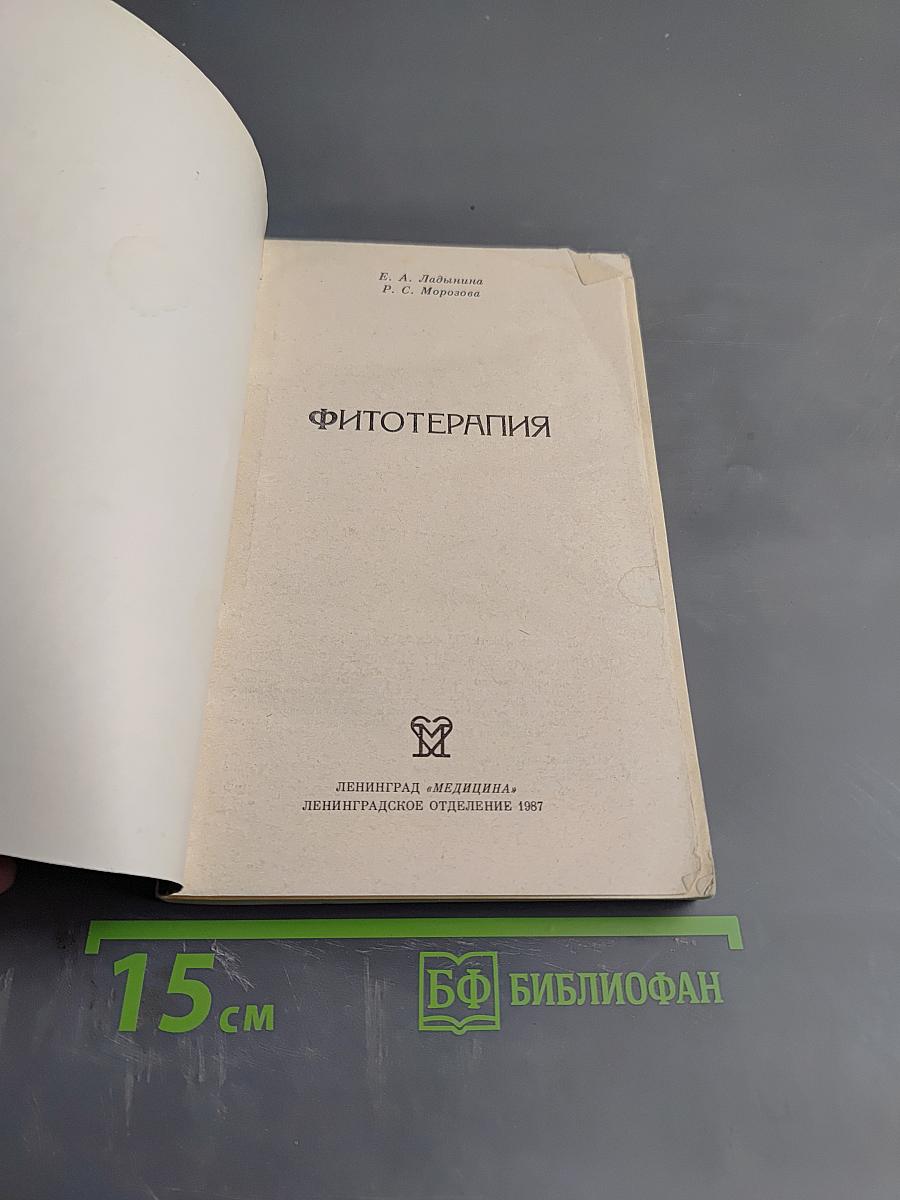 Е. А. Ладынина
Р. С. Морозова
ФИТОТЕРАПИЯ
М
ЛЕНИНГРАД «МЕДИЦИНА»
ЛЕНИНГРАДСКОЕ ОТДЕЛЕНИЕ 1987
15 см
БФ БИБЛИОФАН